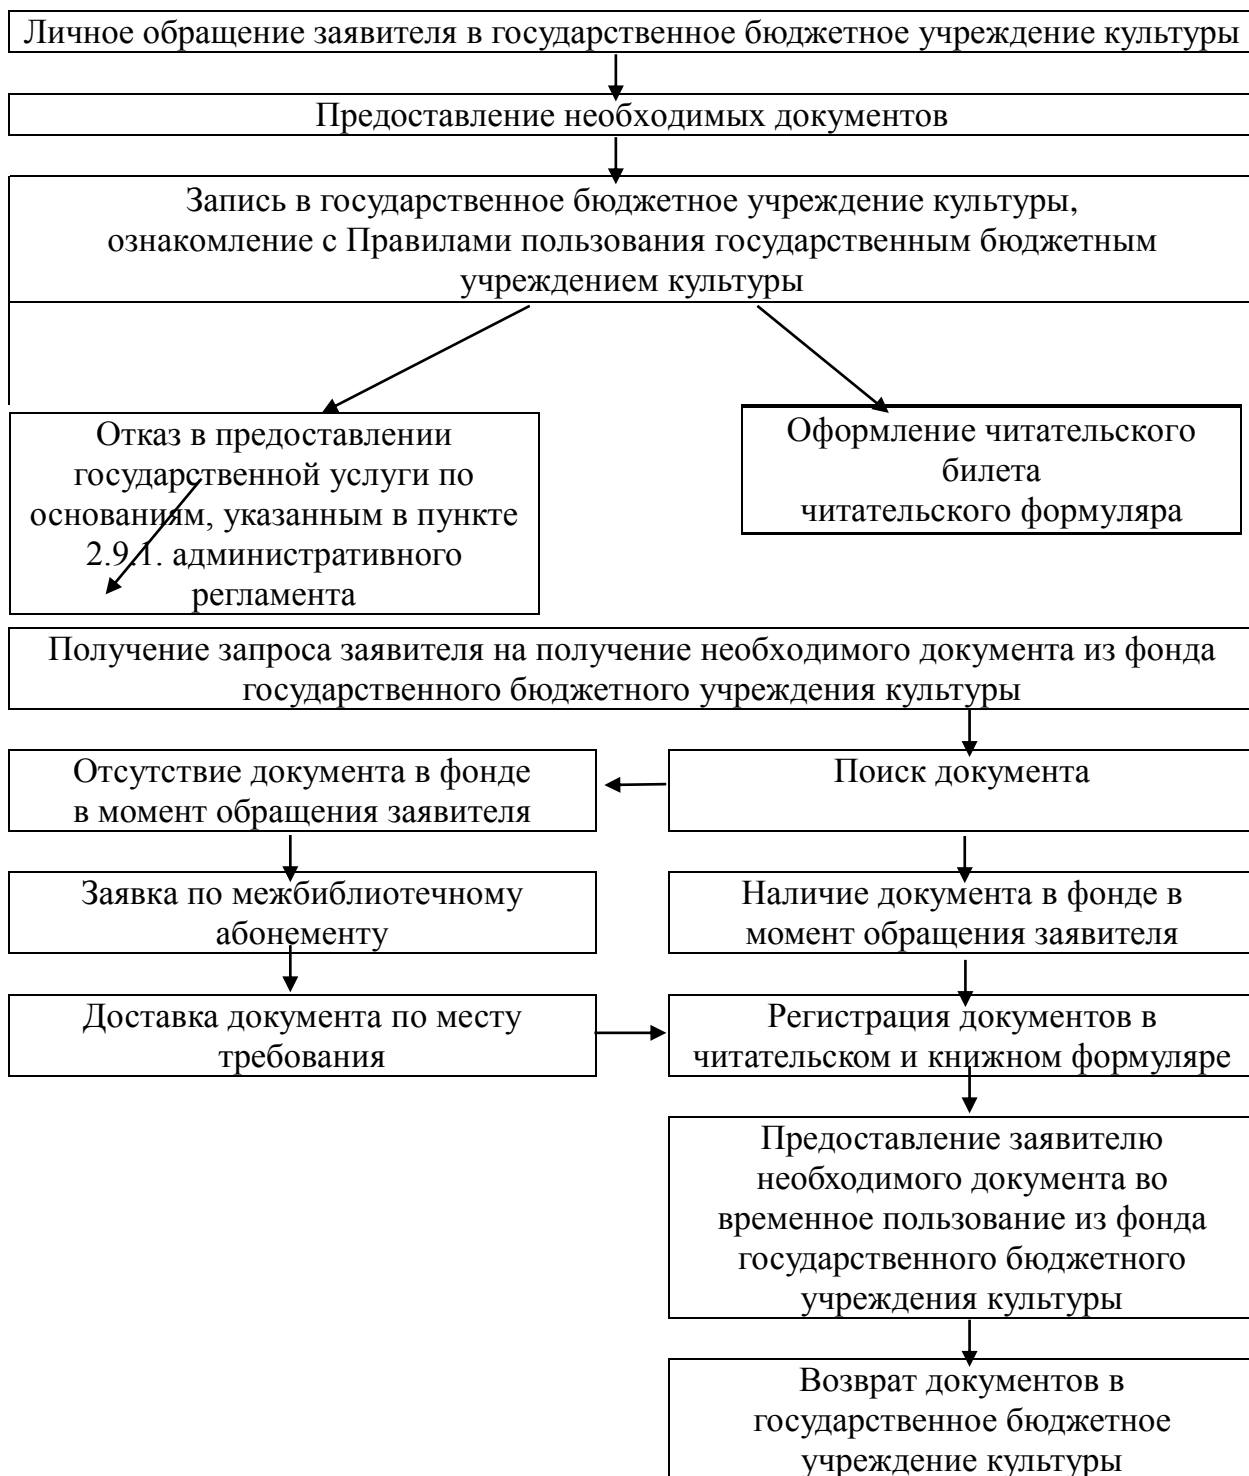 Личное обращение заявителя в государственное бюджетное учреждение культуры
Предоставление необходимых документов
Запись в государственное бюджетное учреждение культуры,
ознакомление с Правилами пользования государственным бюджетным
учреждением культуры
Отказ в предоставлении
государственной услуги по
основаниям, указанным в пункте
2.9.1. административного
регламента
Оформление читательского
билета
читательского формуляра
Получение запроса заявителя на получение необходимого документа из фонда
государственного бюджетного учреждения культуры
Отсутствие документа в фонде
в момент обращения заявителя
Поиск документа
Заявка по межбиблиотечному
абонементу
Наличие документа в фонде в
момент обращения заявителя
Доставка документа по месту
требования
Регистрация документов в
читательском и книжном формуляре
Предоставление заявителю
необходимого документа во
временное пользование из фонда
государственного бюджетного
учреждения культуры
Возврат документов в
государственное бюджетное
учреждение культуры